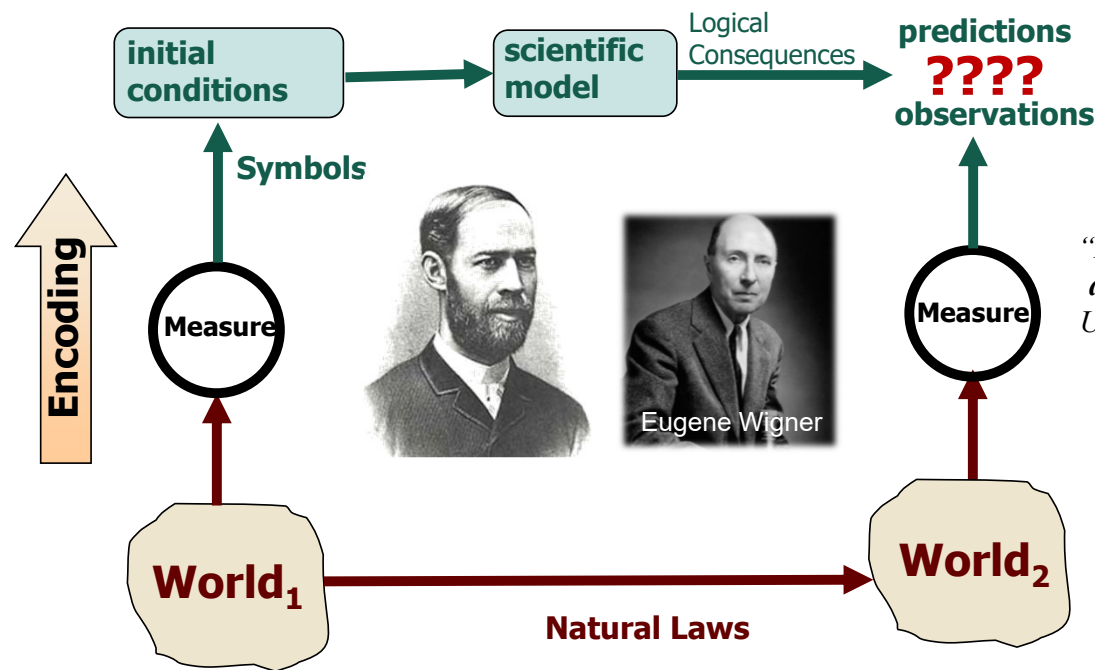 initial
conditions
scientific
model
Logical
Consequences
predictions
????
observations
Symbols
Encoding
Measure
Measure
Eugene Wigner
World₁
World₂
Natural Laws